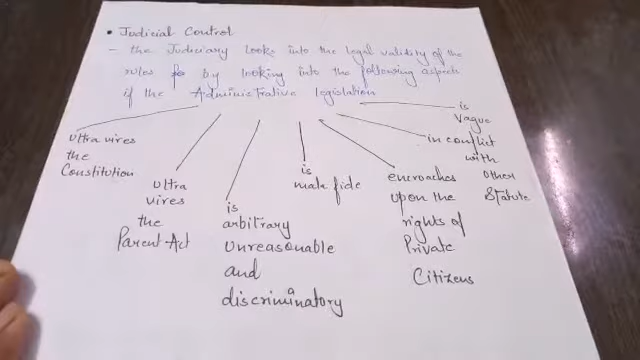 • Judicial Control
- the Judiciary looks into the legal validity of the
rules by looking into the following aspects
if the Administrative legislation
ultra vires
the
Constitution
ultra
vires
the
Parent Act
is
arbitrary
unreasonable
and
discriminatory
is
mala fide
encroaches
upon the
rights of
Private
Citizens
in conflict
with
other
Statute
is
Vague